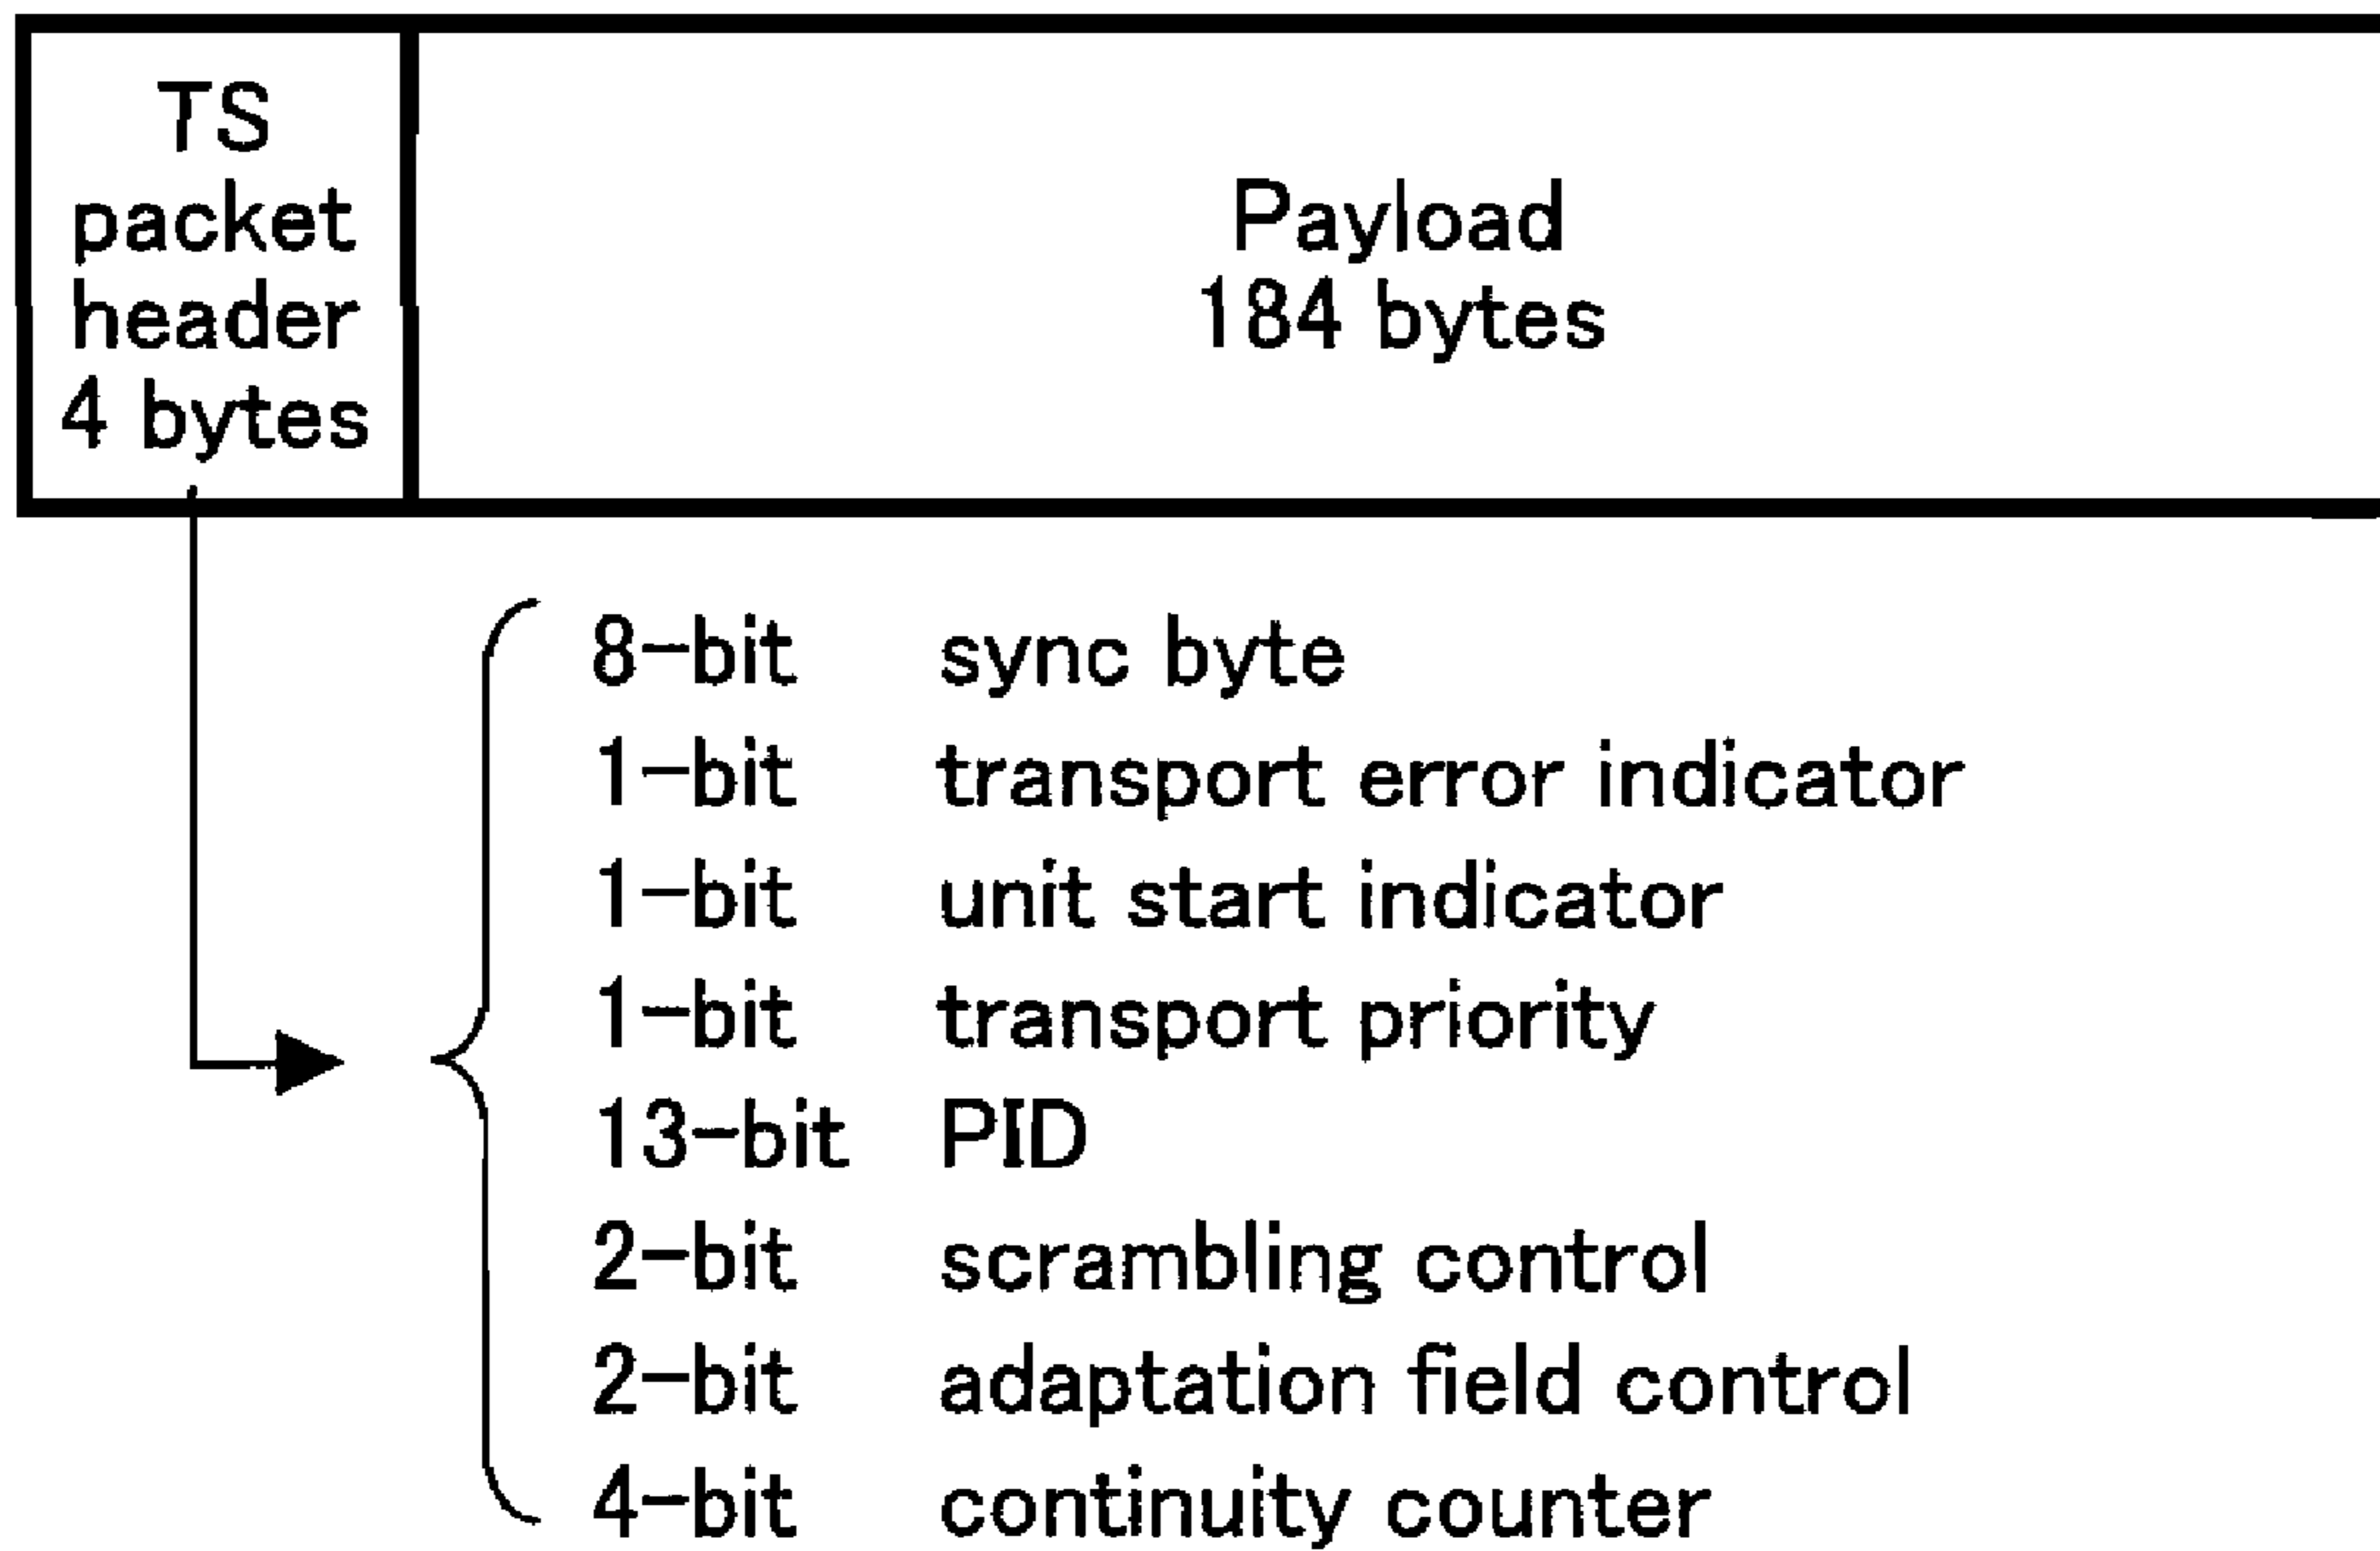 TS
packet
header
4 bytes
Payload
184 bytes
8-bit sync byte
1-bit transport error indicator
1-bit unit start indicator
1-bit transport priority
13-bit PID
2-bit scrambling control
2-bit adaptation field control
4-bit continuity counter